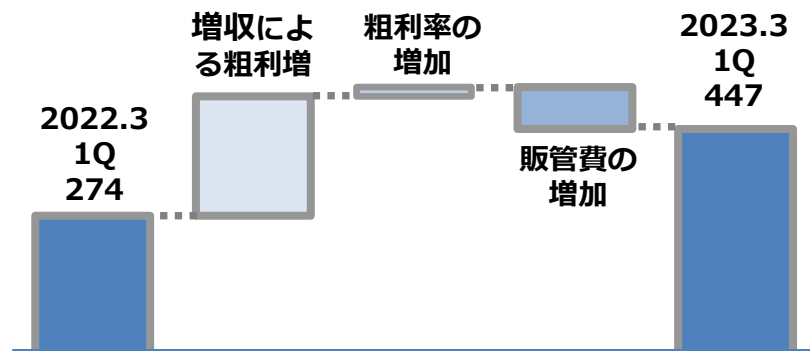 2022.3
1Q
274
増収によ
る粗利増
粗利率の
増加
販管費の
増加
2023.3
1Q
447